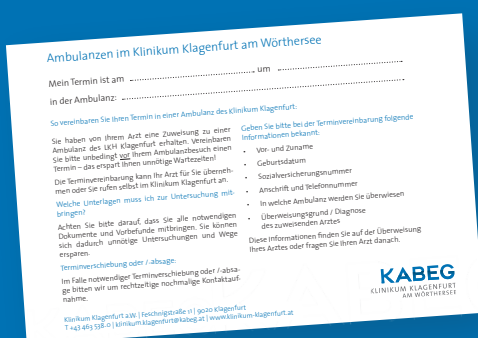 Ambulanzen im Klinikum Klagenfurt am Wörthersee
Mein Termin ist am ................................, um ................................
in der Ambulanz: ................................................................
So vereinbaren Sie Ihren Termin in einer Ambulanz des Klinikum Klagenfurt:
Sie haben von Ihrem Arzt eine Zuweisung zu einer
Ambulanz des LKH Klagenfurt erhalten. Vereinbaren
Sie bitte unbedingt vor Ihrem Ambulanzbesuch einen
Termin – das erspart Ihnen unnötige Wartezeiten!
Die Terminvereinbarung kann Ihr Arzt für Sie überneh-
men oder Sie rufen selbst im Klinikum Klagenfurt an.
Welche Unterlagen muss ich zur Untersuchung mit-
bringen?
Achten Sie bitte darauf, dass Sie alle notwendigen
Dokumente und Vorbefunde mitbringen. Sie können
sich dadurch unnötige Untersuchungen und Wege
ersparen.
Terminverschiebung oder /-absage:
Im Falle notwendiger Terminverschiebung oder /-absa-
ge bitten wir um rechtzeitige nochmalige Kontaktauf-
nahme.
Geben Sie bitte bei der Terminvereinbarung folgende
Informationen bekannt:
• Vor- und Zuname
• Geburtsdatum
• Sozialversicherungsnummer
• Anschrift und Telefonnummer
• In welche Ambulanz werden Sie überwiesen
• Überweisungsgrund / Diagnose
des zuweisenden Arztes
Diese Informationen finden Sie auf der Überweisung
Ihres Arztes oder fragen Sie Ihren Arzt danach.
Klinikum Klagenfurt a.W. | Feschnigstraße 11 | 9020 Klagenfurt
T +43 463 538-0 | klinikum.klagenfurt@kabeg.at | www.klinikum-klagenfurt.at
KABEG
KLINIKUM KLAGENFURT
AM WÖRTHERSEE